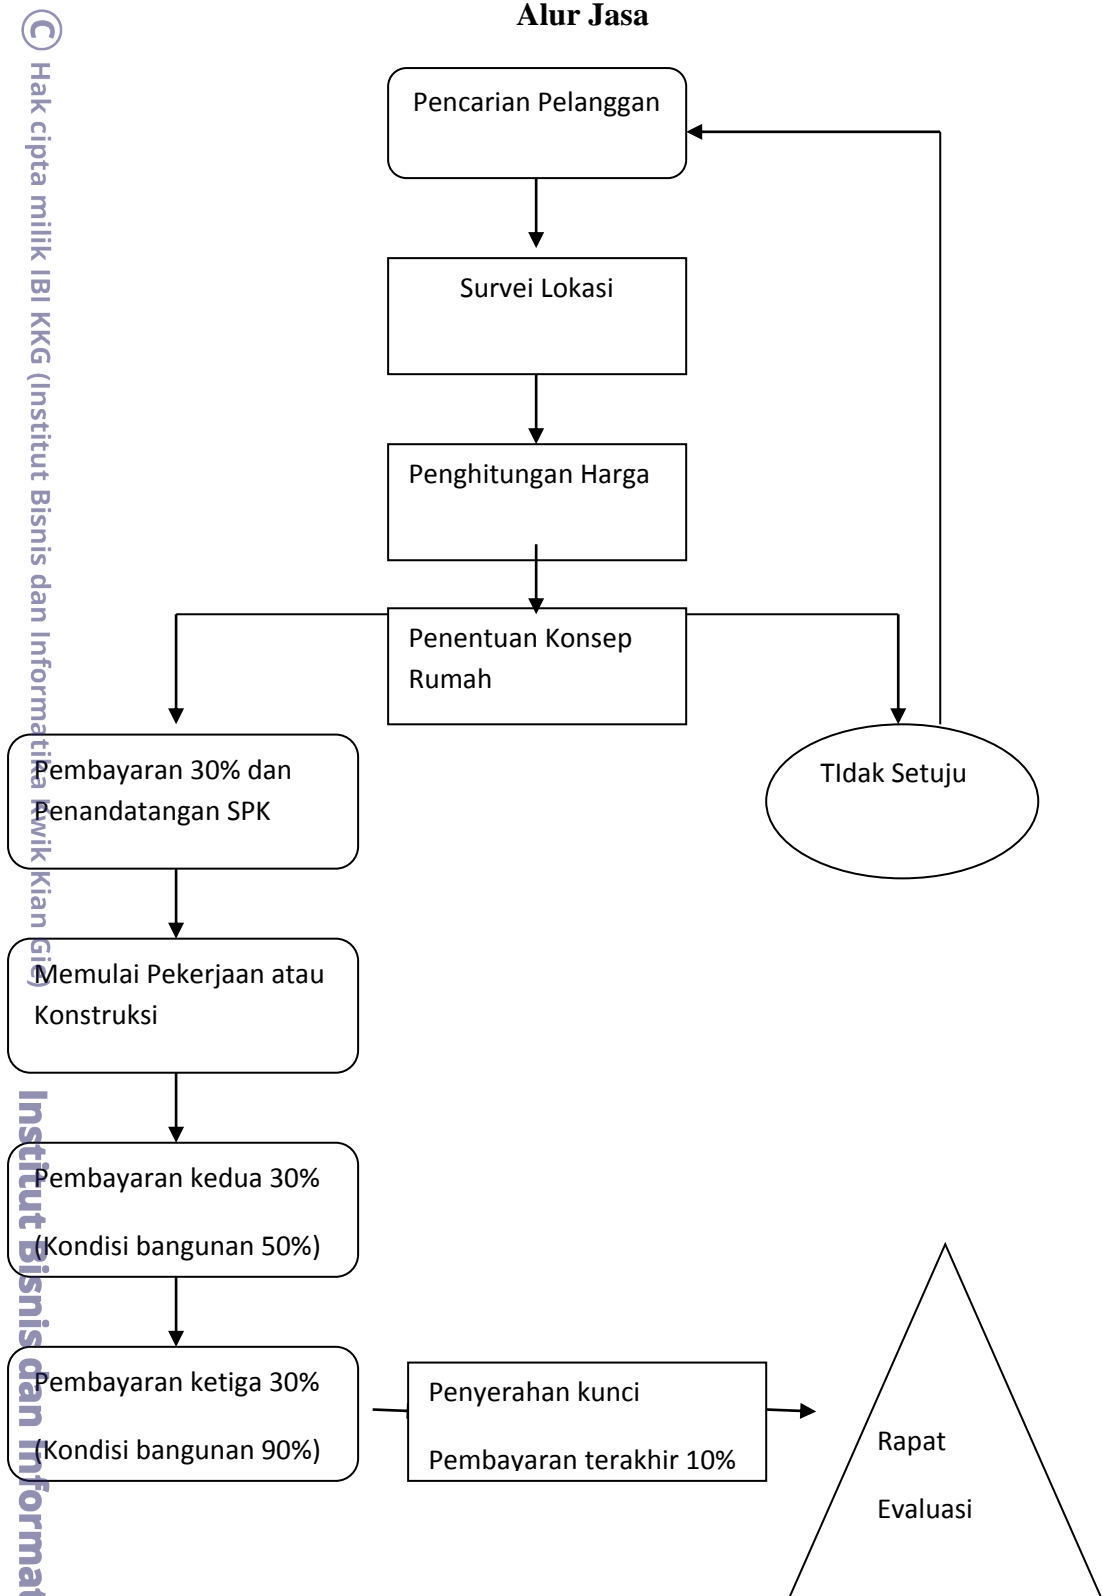 Alur Jasa
Pencarian Pelanggan
Survei Lokasi
Penghitungan Harga
Penentuan Konsep
Rumah
TIdak Setuju
Pembayaran 30% dan
Penandatangan SPK
Memulai Pekerjaan atau
Konstruksi
Pembayaran kedua 30%
(Kondisi bangunan 50%)
Pembayaran ketiga 30%
(Kondisi bangunan 90%)
Penyerahan kunci
Pembayaran terakhir 10%
Rapat
Evaluasi
© Hak cipta milik IBI KKG (Institut Bisnis dan Informatika Kwik Kian Gie)
Institut Bisnis dan Informat